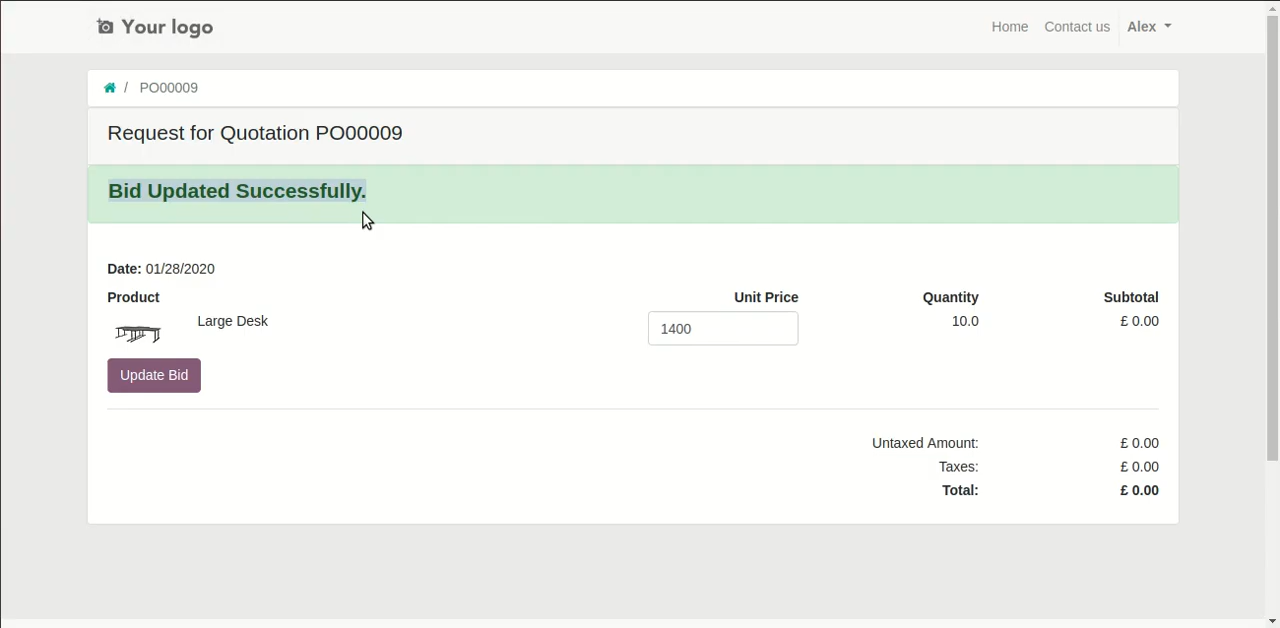 Your logo
Home Contact us Alex
/ PO00009
Request for Quotation PO00009
Bid Updated Successfully.
Date: 01/28/2020
Product Unit Price Quantity Subtotal
Large Desk 1400 10.0 £ 0.00
Update Bid
Untaxed Amount: £ 0.00
Taxes: £ 0.00
Total: £ 0.00